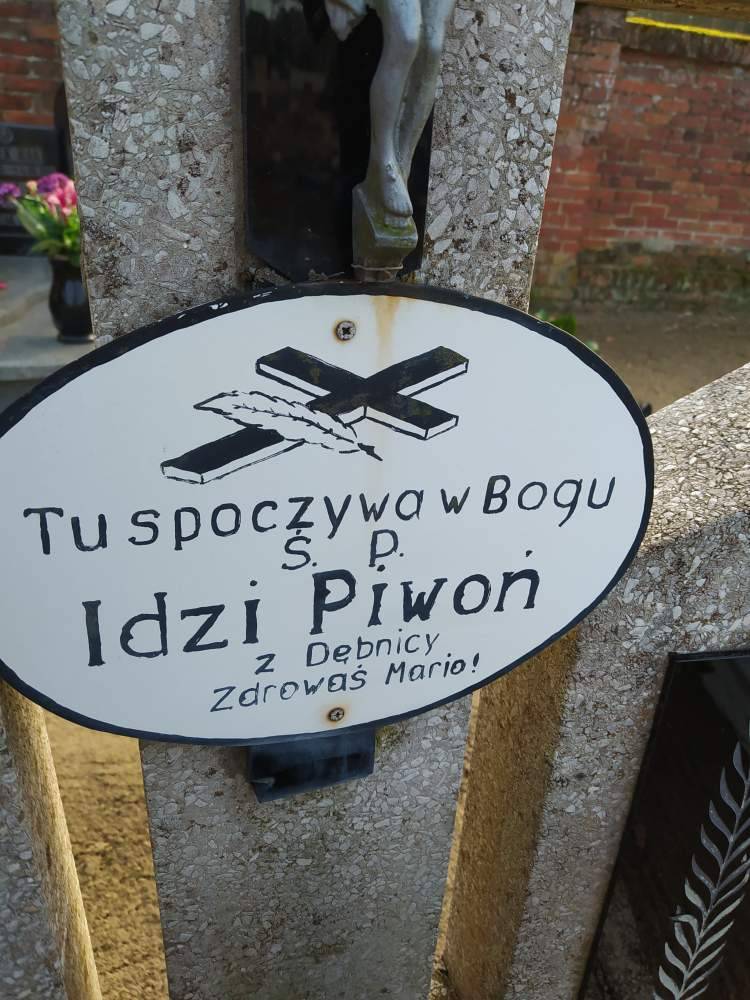 Tu spoczywa w Bogu
Ś. P.
Idzi Piwoń
z Dębnicy
Zdrowaś Mario!